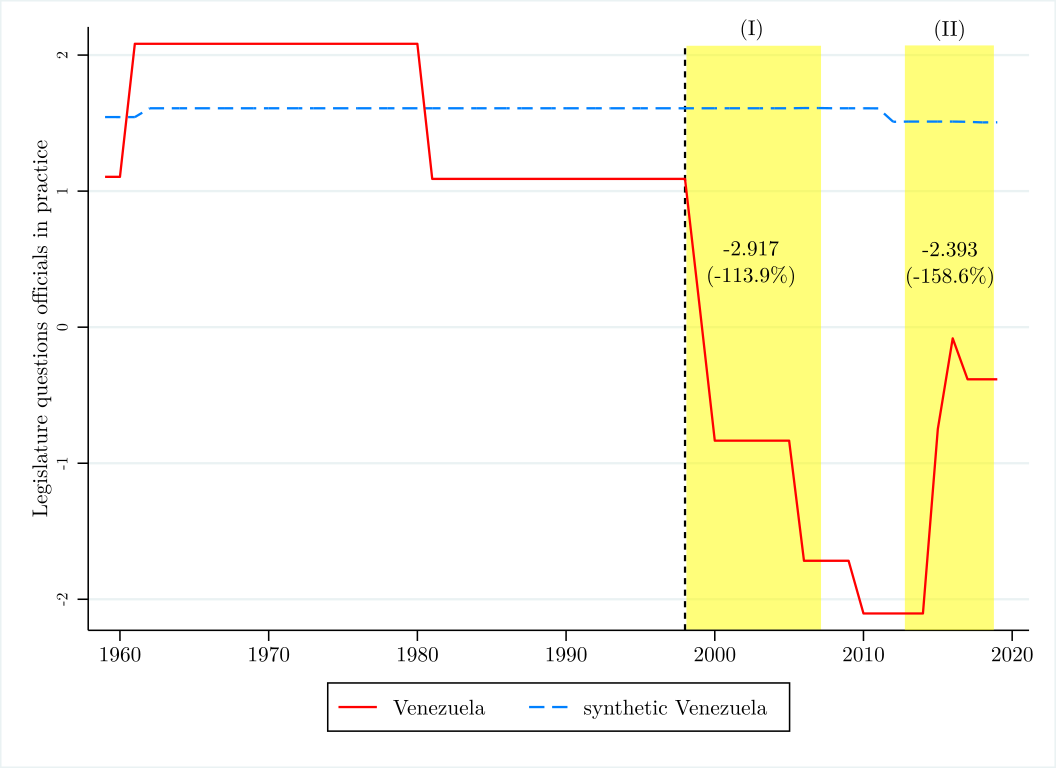 (I) (II)
2
1
0
-1
-2
Legislature questions officials in practice
-2.917
(-113.9%)
-2.393
(-158.6%)
1960 1970 1980 1990 2000 2010 2020
Venezuela synthetic Venezuela